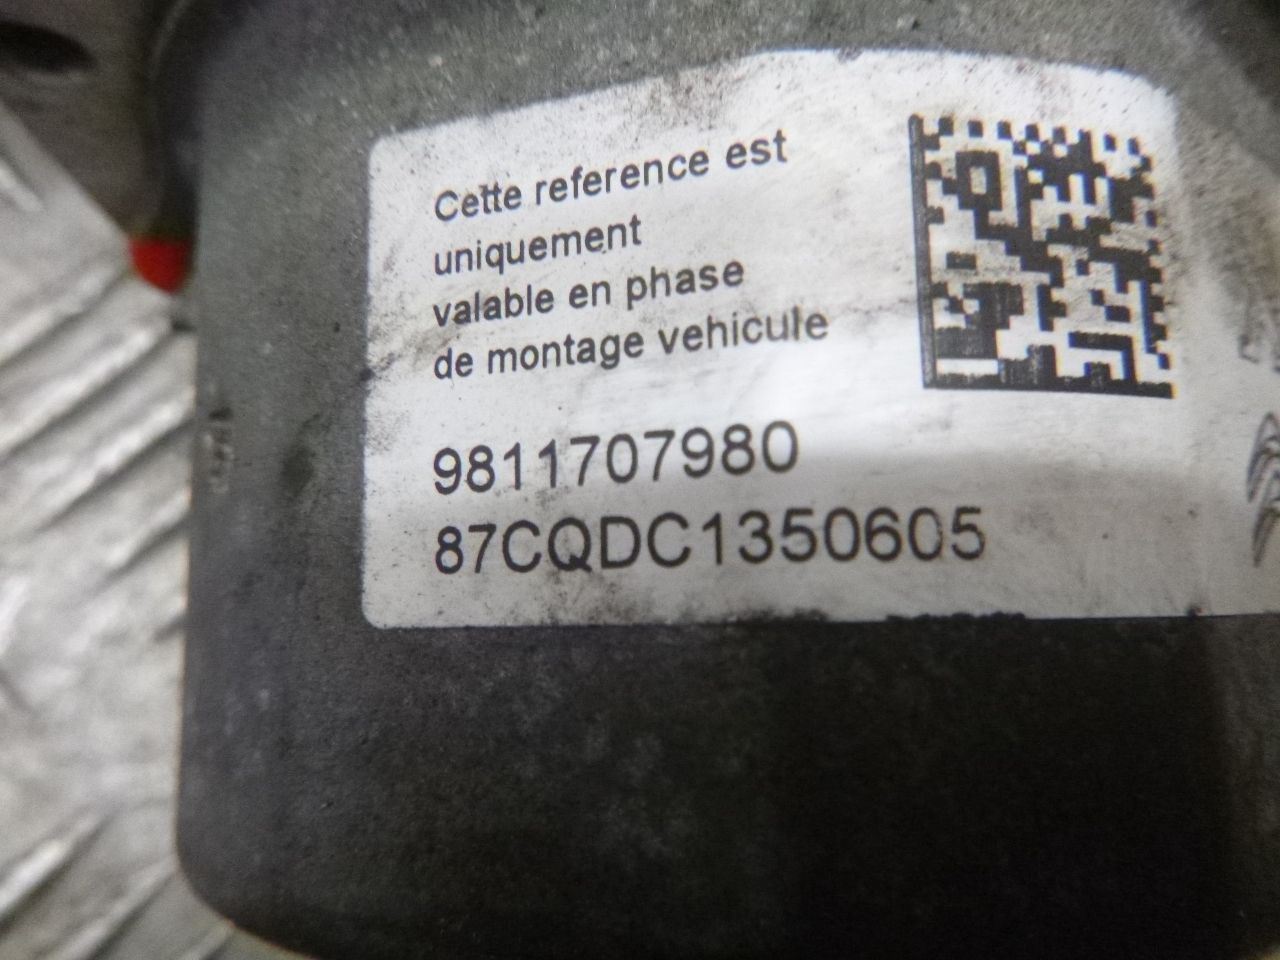 Cette reference est
uniquement
valable en phase
de montage vehicule
9811707980
87CQDC1350605